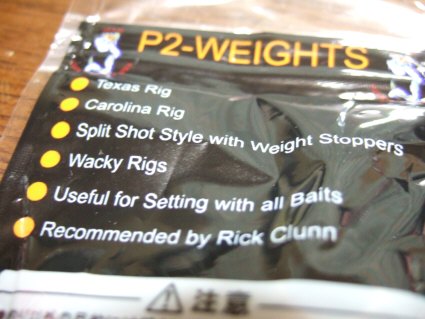 P2-WEIGHTS
Texas Rig
Carolina Rig
Split Shot Style with Weight Stoppers
Wacky Rigs
Useful for Setting with all Baits
Recommended by Rick Clunn
注意